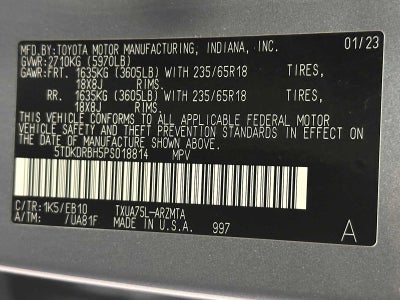 MFD.BY:TOYOTA MOTOR MANUFACTURING, INDIANA, INC. 01/23
GVWR:2710KG (5970LB)
GAWR:FRT. 1635KG (3605LB) WITH 235/65R18 TIRES,
18X8J RIMS.
RR. 1635KG (3605LB) WITH 235/65R18 TIRES,
18X8J RIMS.
THIS VEHICLE CONFORMS TO ALL APPLICABLE FEDERAL
MOTOR VEHICLE SAFETY STANDARDS IN EFFECT ON THE
DATE OF MANUFACTURE SHOWN ABOVE.
5TDKDRBH5PS018814 MPV
C/TR:1K5/EB10 TXUA75L-ARZMTA
A/TM: /UA81F MADE IN U.S.A. 997 A